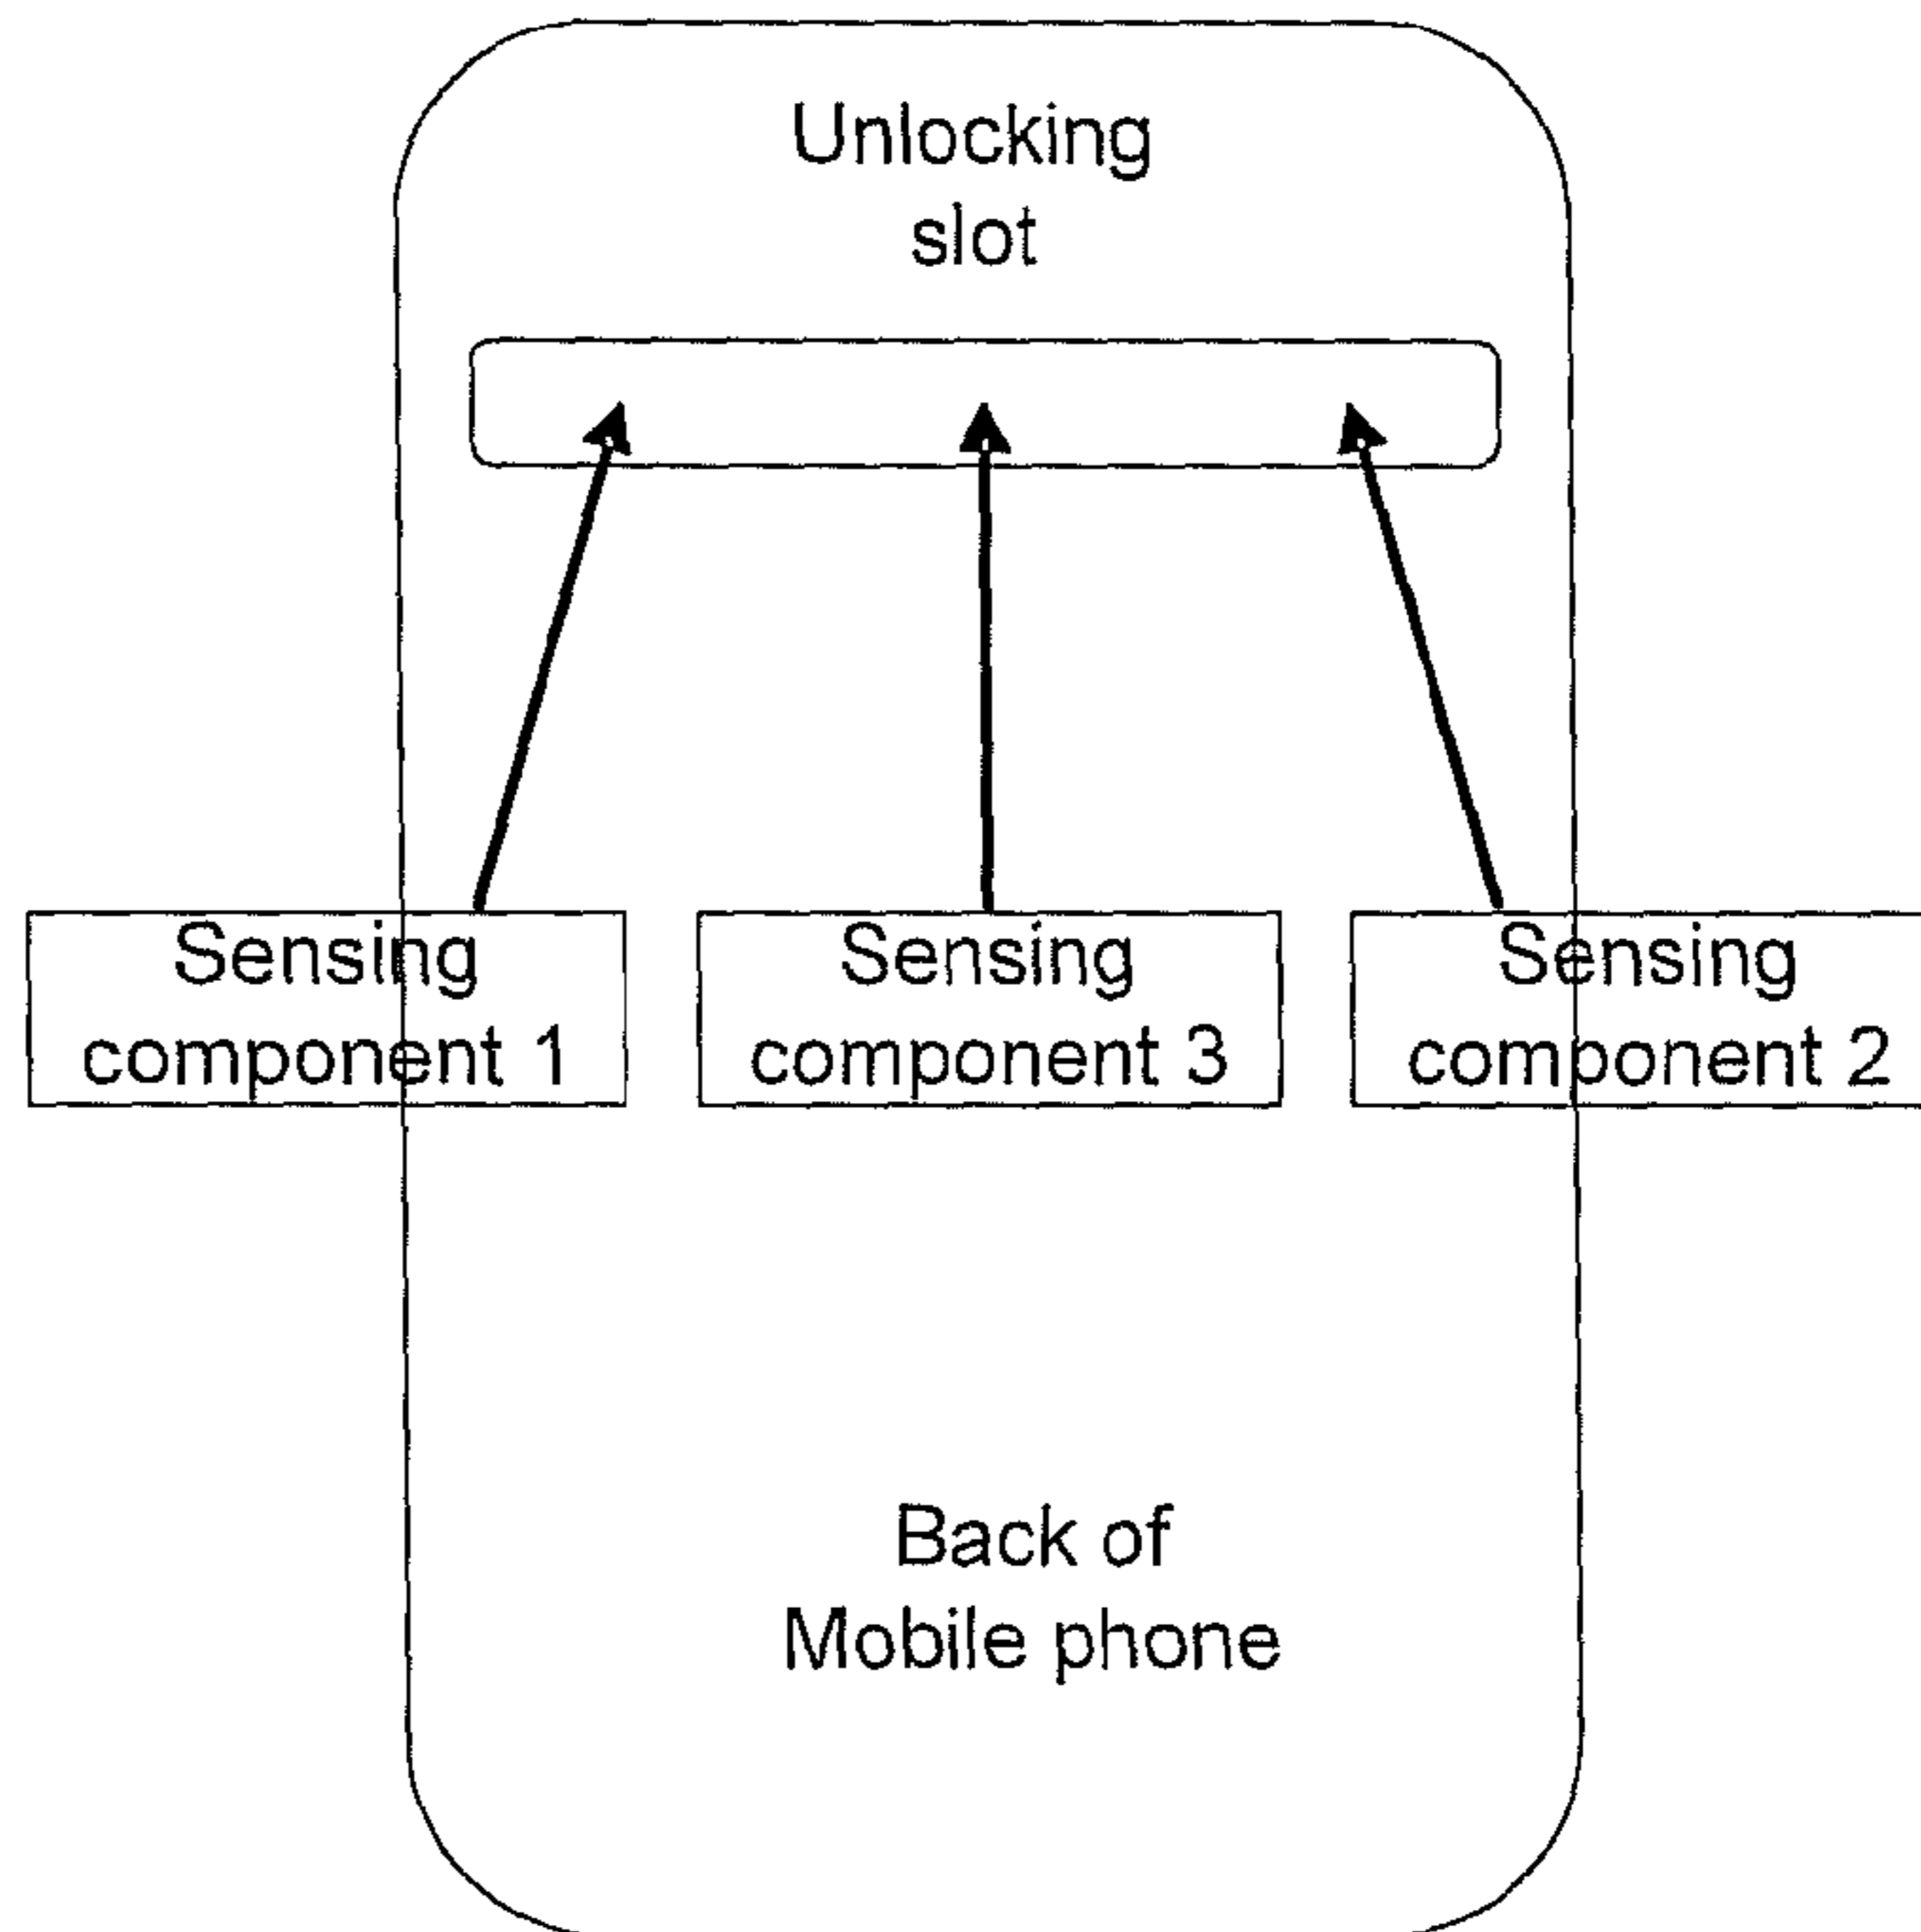 Unlocking
slot
Sensing
component 1
Sensing
component 3
Sensing
component 2
Back of
Mobile phone